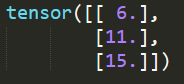 tensor([[ 6.],
        [11.],
        [15.]])